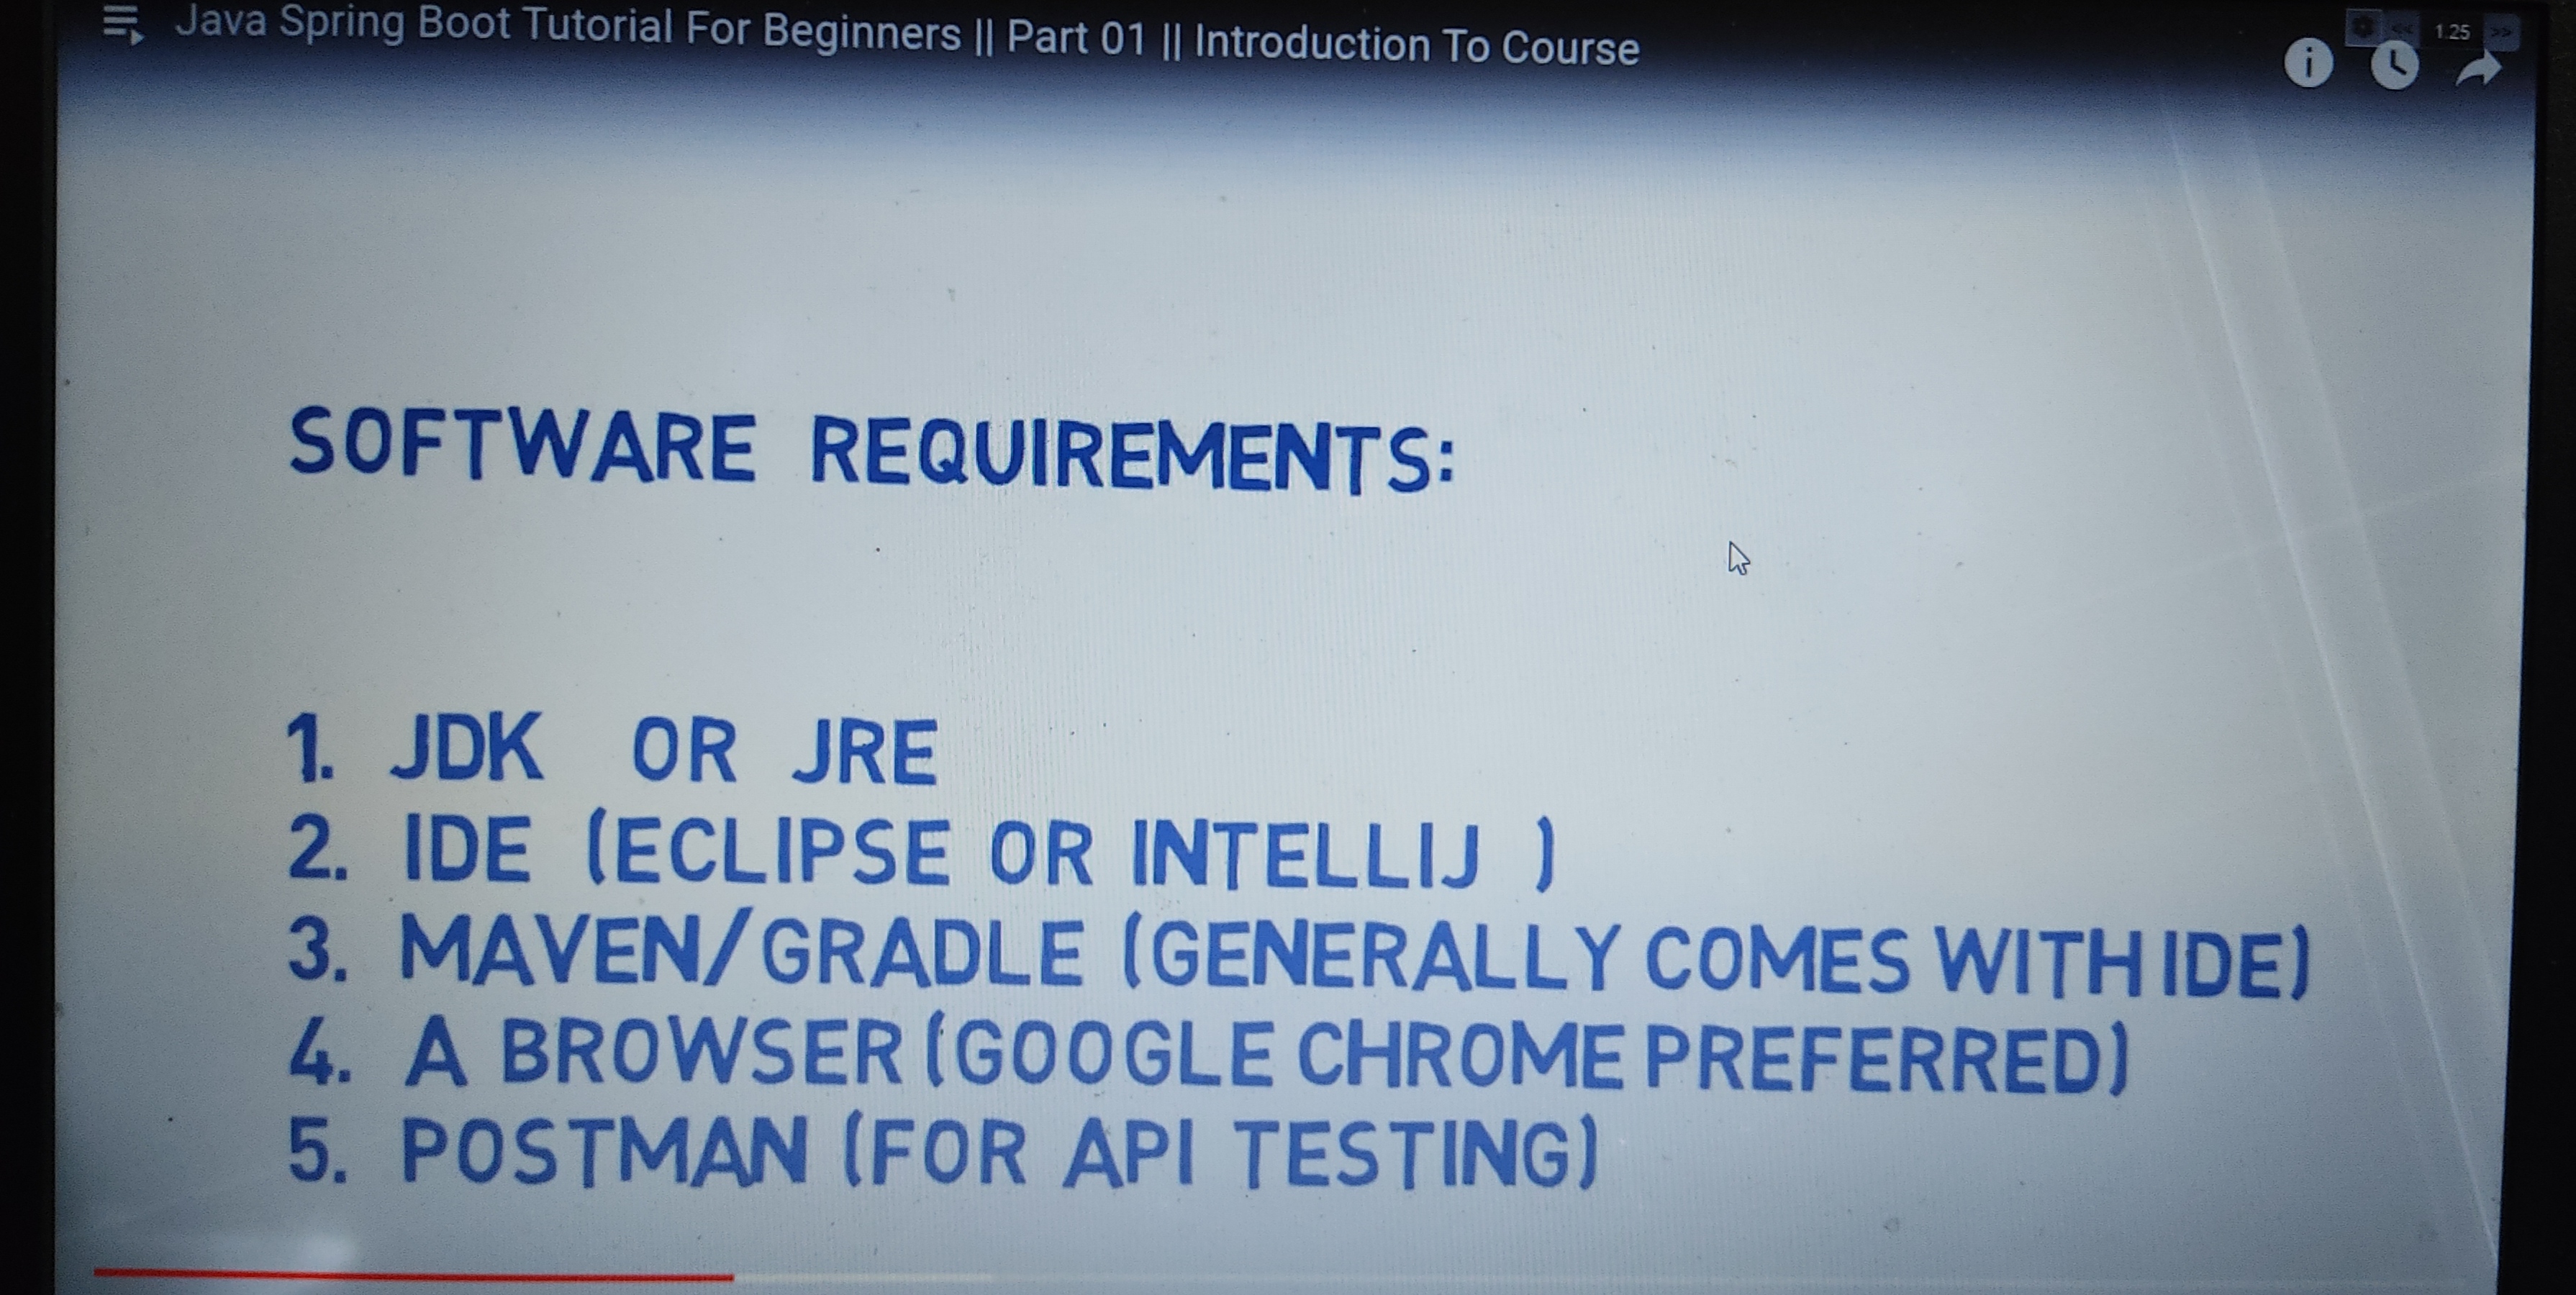 Java Spring Boot Tutorial For Beginners || Part 01 || Introduction To Course
1.25
SOFTWARE REQUIREMENTS:
1. JDK OR JRE
2. IDE (ECLIPSE OR INTELLIJ )
3. MAVEN/GRADLE (GENERALLY COMES WITH IDE)
4. A BROWSER (GOOGLE CHROME PREFERRED)
5. POSTMAN (FOR API TESTING)